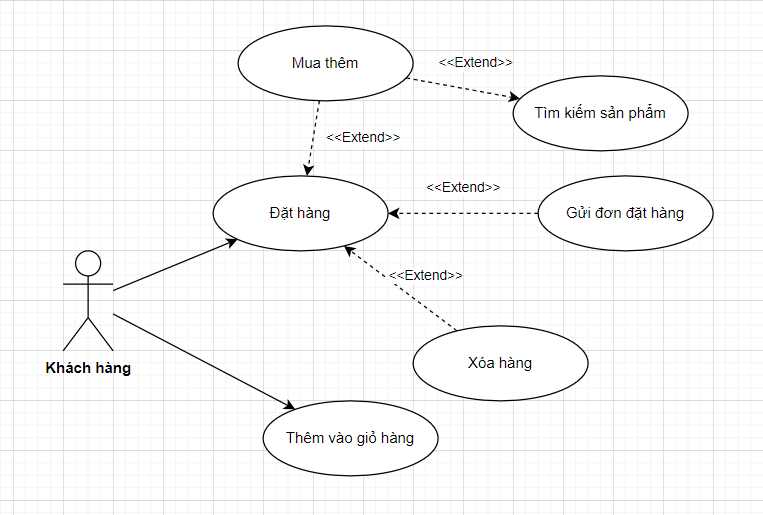 Mua thêm
<<Extend>>
Tìm kiếm sản phẩm
<<Extend>>
<<Extend>>
Đặt hàng
Gửi đơn đặt hàng
<<Extend>>
Xóa hàng
Khách hàng
Thêm vào giỏ hàng